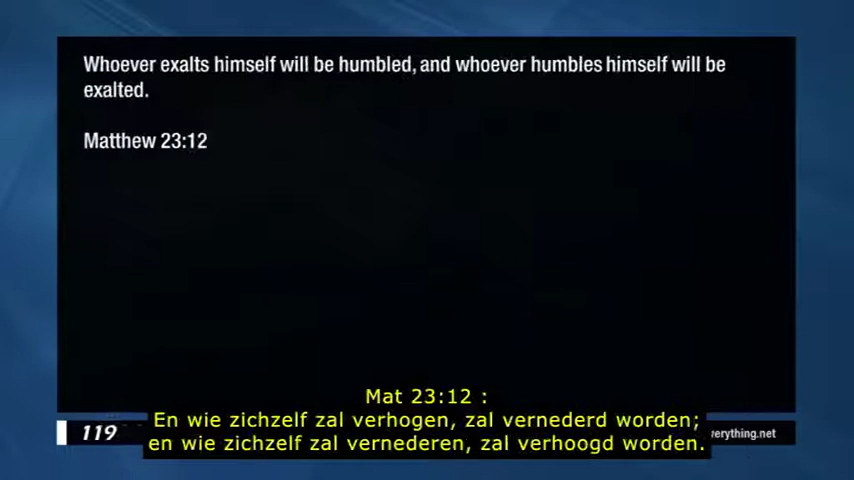 Whoever exalts himself will be humbled, and whoever humbles himself will be
exalted.
Matthew 23:12
Mat 23:12 :
En wie zichzelf zal verhogen, zal vernederd worden;
en wie zichzelf zal vernederen, zal verhoogd worden.
119
erything.net